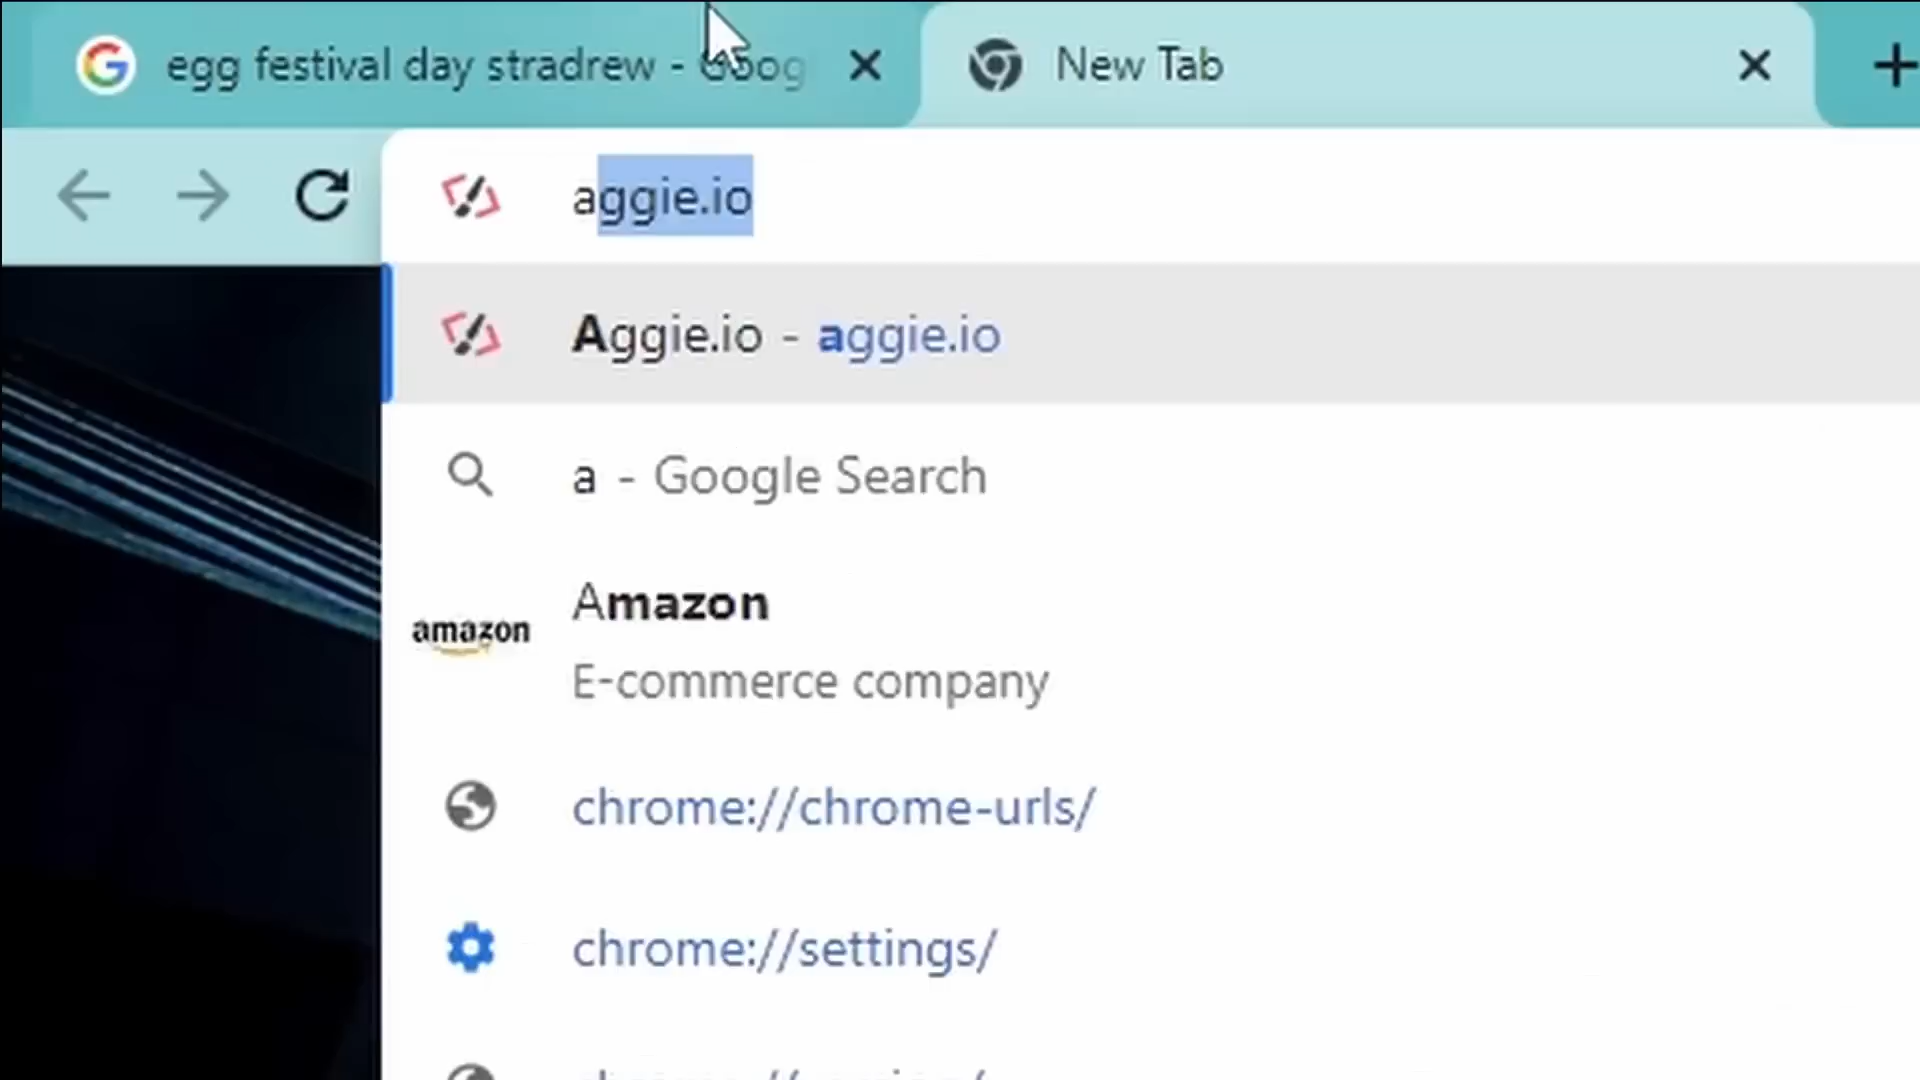 egg festival day stradrew - Goog
New Tab
aggie.io
Aggie.io - aggie.io
a - Google Search
amazon
Amazon
E-commerce company
chrome://chrome-urls/
chrome://settings/